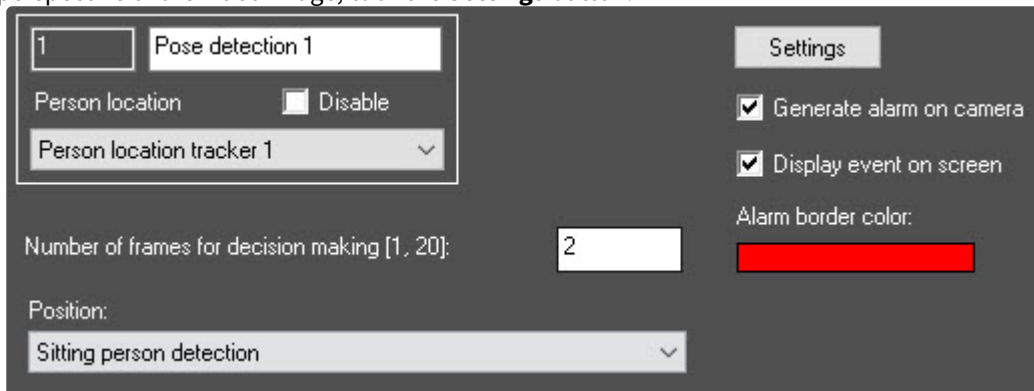 1
Pose detection 1
Settings
Person location
Disable
Generate alarm on camera
Person location tracker 1
Display event on screen
Alarm border color:
Number of frames for decision making [1, 20]:
2
Position:
Sitting person detection